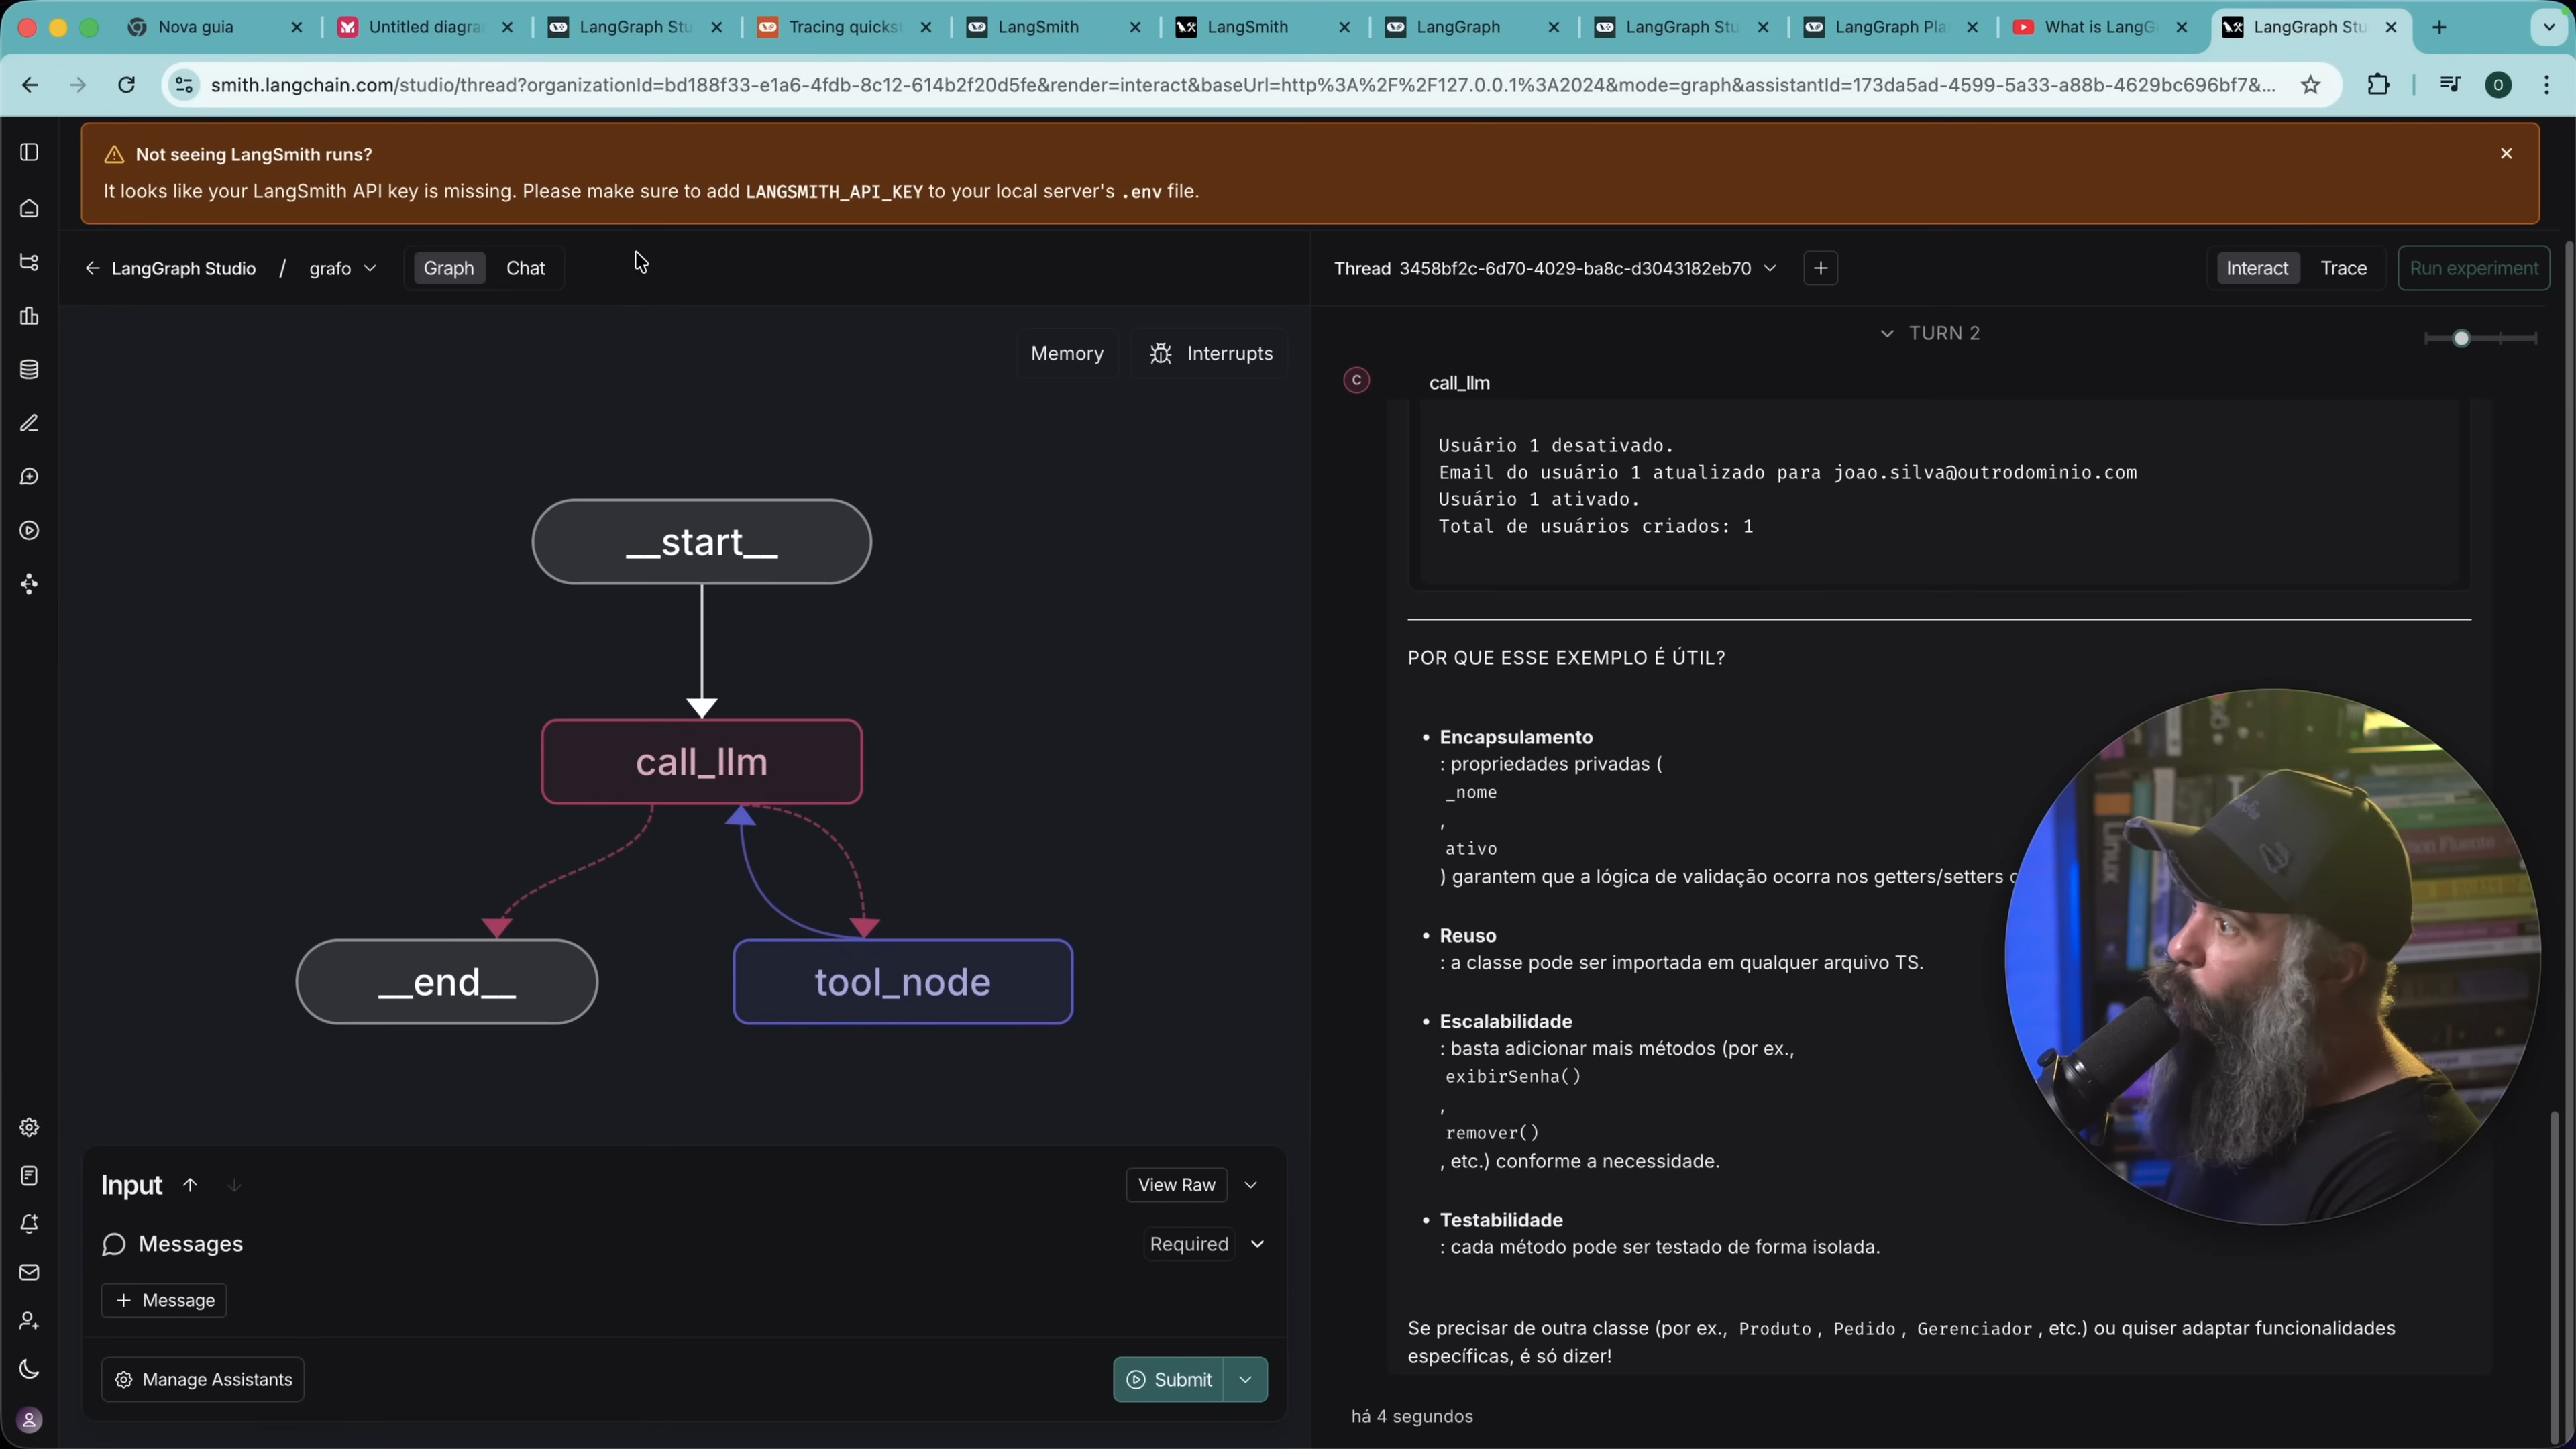 Nova guia
Untitled diagra
LangGraph Stu
Tracing quickst
LangSmith
LangSmith
LangGraph
LangGraph Stu
LangGraph Pla
What is LangG
LangGraph Stu
smith.langchain.com/studio/thread?organizationId=bd188f33-e1a6-4fdb-8c12-614b2f20d5fe&render=interact&baseUrl=http%3A%2F%2F127.0.0.1%3A2024&mode=graph&assistantId=173da5ad-4599-5a33-a88b-4629bc696bf7&...
O
Not seeing LangSmith runs?
It looks like your LangSmith API key is missing. Please make sure to add LANGSMITH_API_KEY to your local server's .env file.
LangGraph Studio / grafo
Graph Chat
Thread 3458bf2c-6d70-4029-ba8c-d3043182eb70
Interact Trace
Run experiment
Memory
Interrupts
__start__
call_llm
__end__
tool_node
Input
View Raw
Messages
Required
+ Message
Manage Assistants
Submit
TURN 2
C
call_llm
Usuário 1 desativado.
Email do usuário 1 atualizado para joao.silva@outrodominio.com
Usuário 1 ativado.
Total de usuários criados: 1
POR QUE ESSE EXEMPLO É ÚTIL?
• Encapsulamento
: propriedades privadas (
_nome
,
ativo
) garantem que a lógica de validação ocorra nos getters/setters
• Reuso
: a classe pode ser importada em qualquer arquivo TS.
• Escalabilidade
: basta adicionar mais métodos (por ex.,
exibirSenha()
,
remover()
, etc.) conforme a necessidade.
• Testabilidade
: cada método pode ser testado de forma isolada.
Se precisar de outra classe (por ex., Produto, Pedido, Gerenciador, etc.) ou quiser adaptar funcionalidades
específicas, é só dizer!
há 4 segundos
Linux